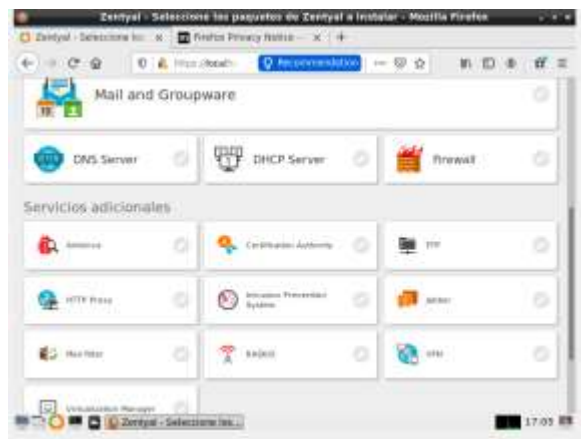 Zentyal - Seleccione los paquetes de Zentyal a instalar - Mozilla Firefox
Zentyal - Seleccione los
Firefox Privacy Notice —
Recommendation
Mail and Groupware
DNS Server
DHCP Server
Firewall
Servicios adicionales
Antivirus
Certification Authority
FTP
HTTP Proxy
Intrusion Prevention System
Jabber
Mail Filter
RADIUS
VPN
Virtualization Manager
Zentyal - Seleccione los...
17:05